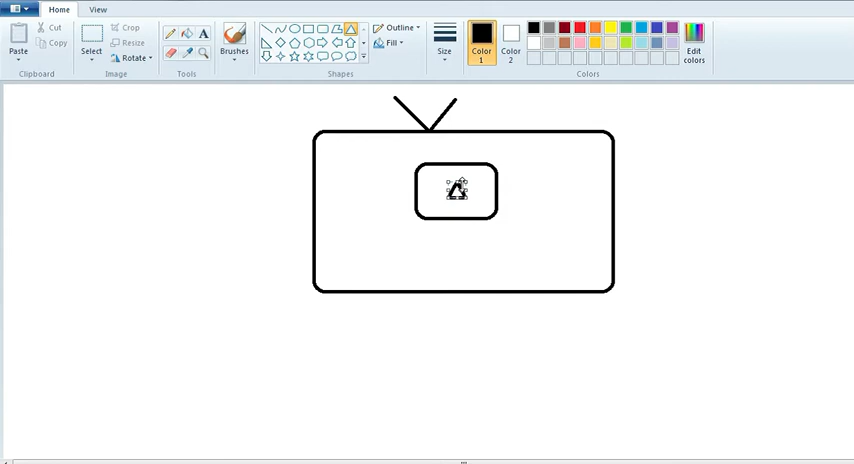 Home View
Paste
Cut
Copy
Clipboard
Select
Crop
Resize
Rotate
Image
A
Tools
Brushes
Outline
Fill
Shapes
Size
Color
1
Color
2
Edit
colors
Colors